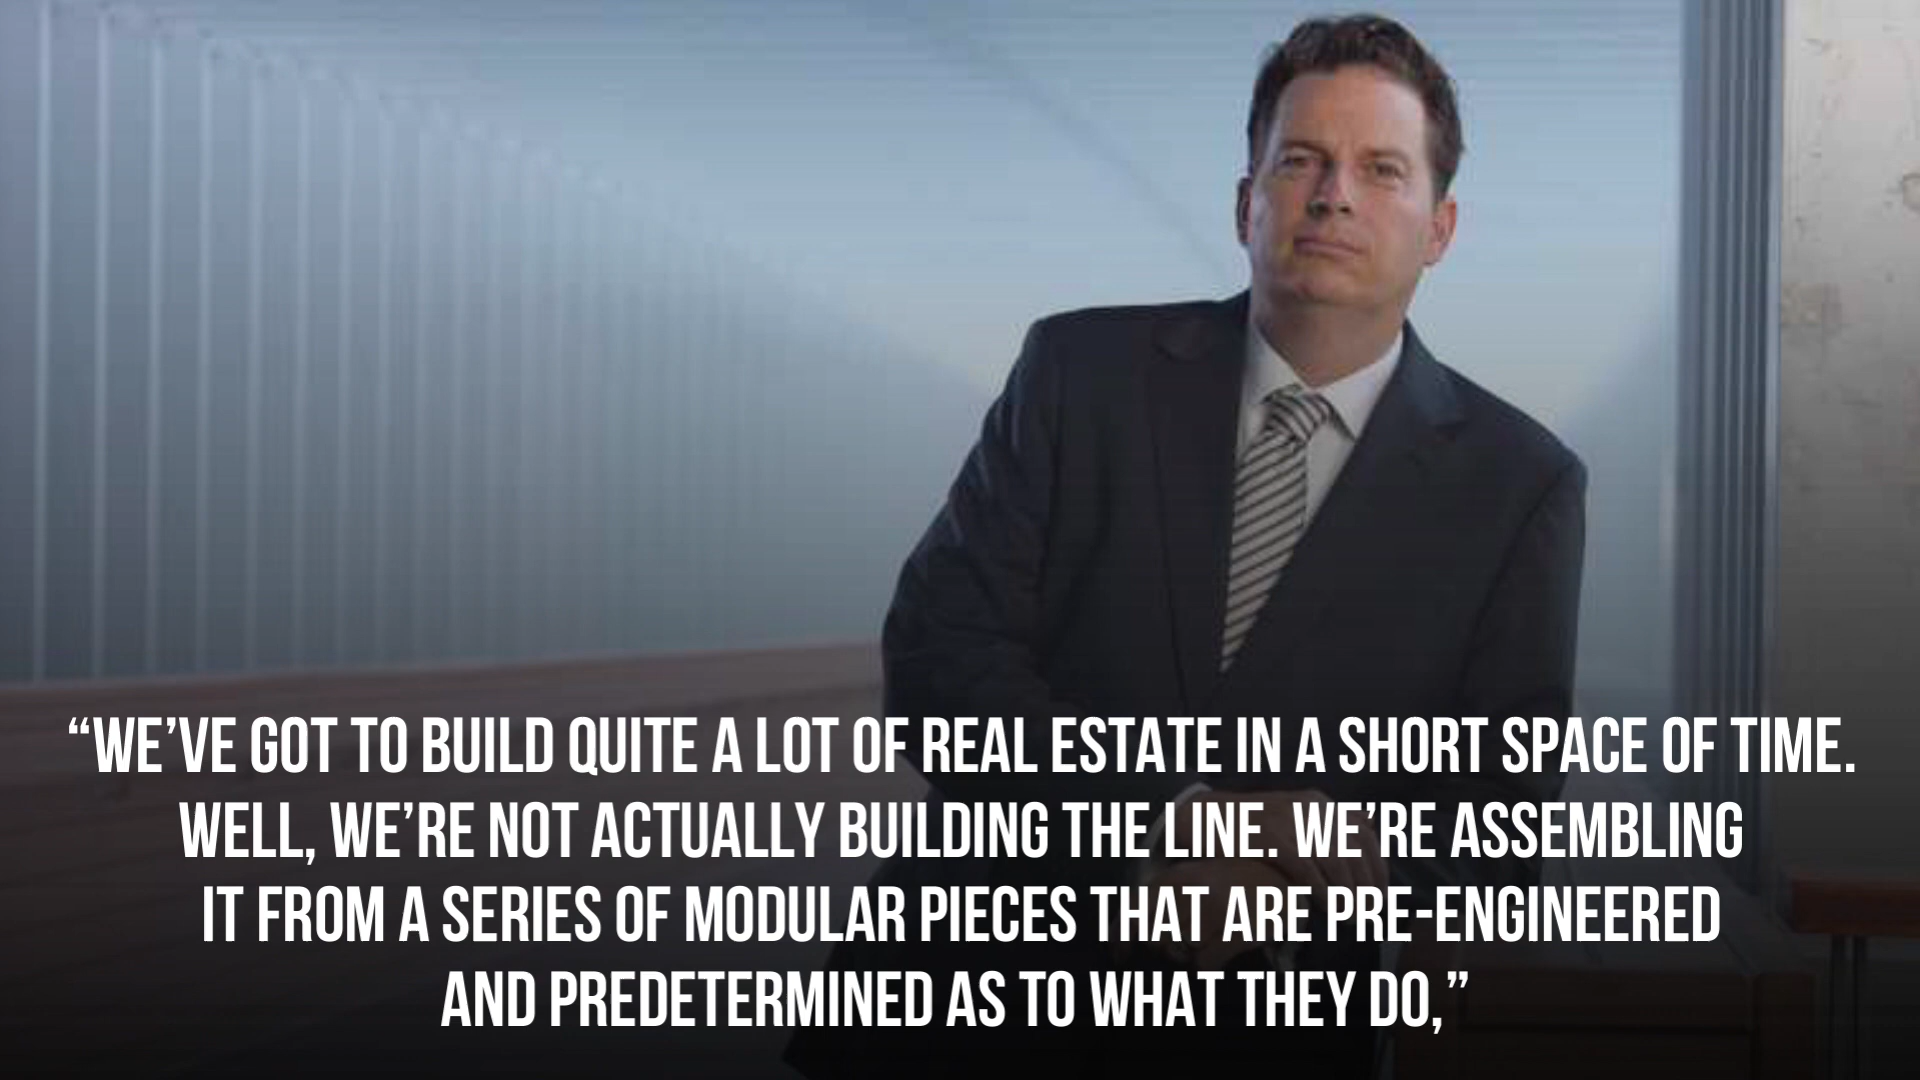 “WE’VE GOT TO BUILD QUITE A LOT OF REAL ESTATE IN A SHORT SPACE OF TIME.
WELL, WE’RE NOT ACTUALLY BUILDING THE LINE. WE’RE ASSEMBLING
IT FROM A SERIES OF MODULAR PIECES THAT ARE PRE-ENGINEERED
AND PREDETERMINED AS TO WHAT THEY DO,”